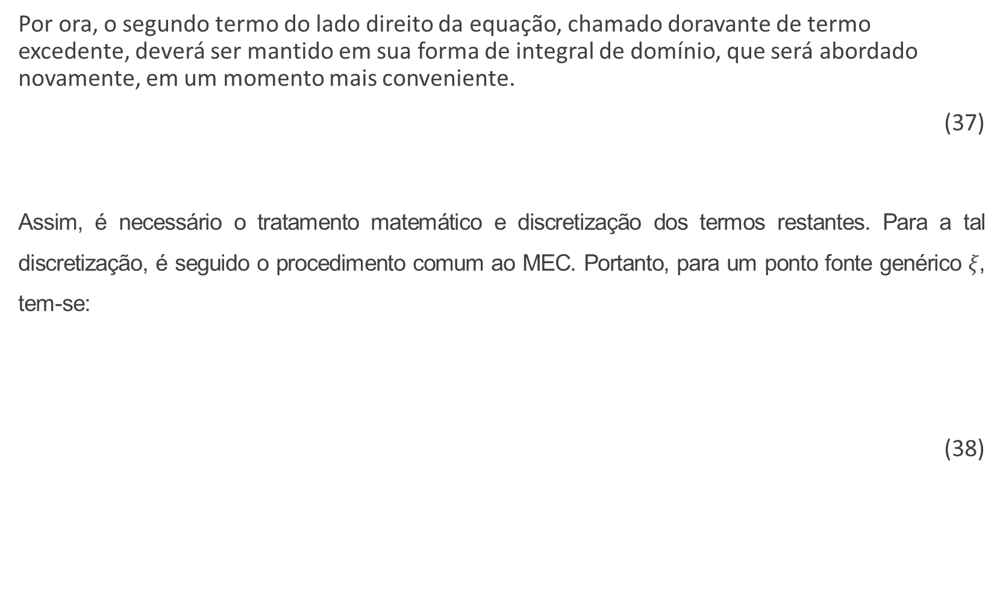 Por ora, o segundo termo do lado direito da equação, chamado doravante de termo
excedente, deverá ser mantido em sua forma de integral de domínio, que será abordado
novamente, em um momento mais conveniente.
(37)
Assim, é necessário o tratamento matemático e discretização dos termos restantes. Para a tal
discretização, é seguido o procedimento comum ao MEC. Portanto, para um ponto fonte genérico ξ,
tem-se:
(38)